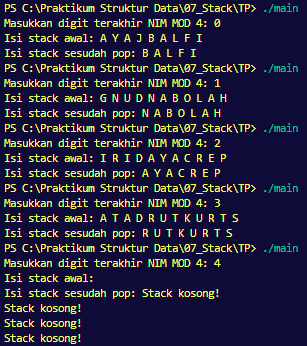 PS C:\Praktikum Struktur Data\07_Stack\TP> ./main
Masukkan digit terakhir NIM MOD 4: 0
Isi stack awal: A Y A J B A L F I
Isi stack sesudah pop: B A L F I
PS C:\Praktikum Struktur Data\07_Stack\TP> ./main
Masukkan digit terakhir NIM MOD 4: 1
Isi stack awal: G N U D N A B O L A H
Isi stack sesudah pop: N A B O L A H
PS C:\Praktikum Struktur Data\07_Stack\TP> ./main
Masukkan digit terakhir NIM MOD 4: 2
Isi stack awal: I R I D A Y A C R E P
Isi stack sesudah pop: A Y A C R E P
PS C:\Praktikum Struktur Data\07_Stack\TP> ./main
Masukkan digit terakhir NIM MOD 4: 3
Isi stack awal: A T A D R U T K U R T S
Isi stack sesudah pop: R U T K U R T S
PS C:\Praktikum Struktur Data\07_Stack\TP> ./main
Masukkan digit terakhir NIM MOD 4: 4
Isi stack awal:
Isi stack sesudah pop: Stack kosong!
Stack kosong!
Stack kosong!
Stack kosong!